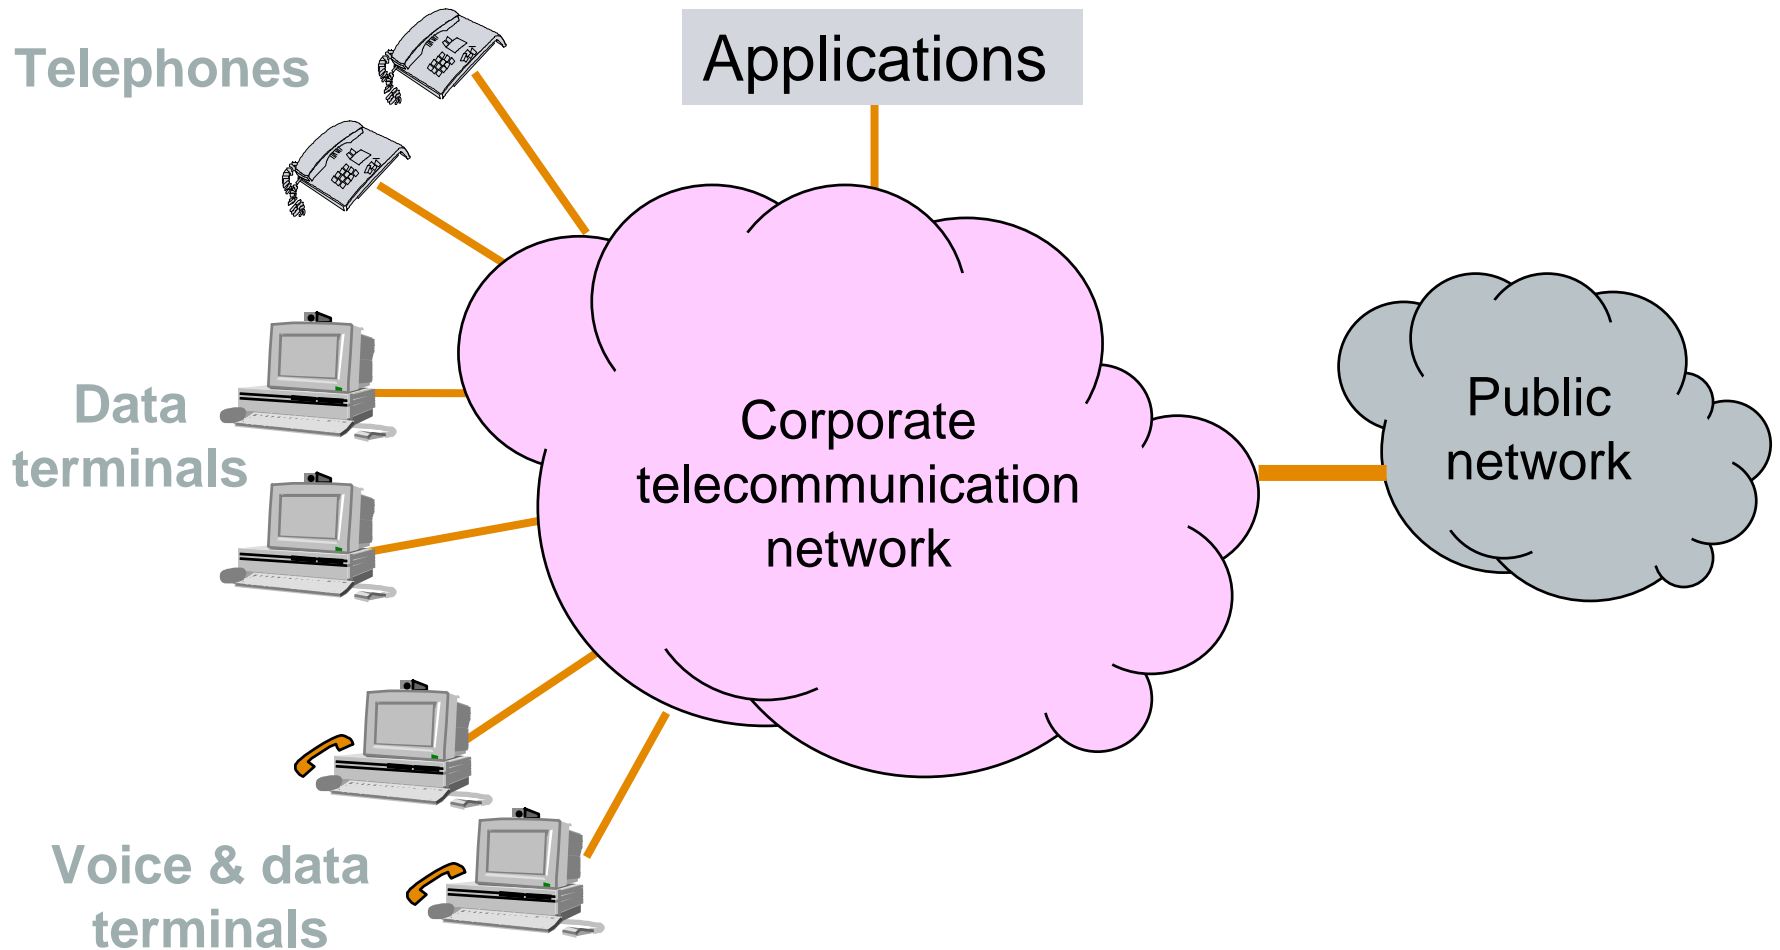 Telephones
Applications
Data
terminals
Corporate
telecommunication
network
Public
network
Voice & data
terminals